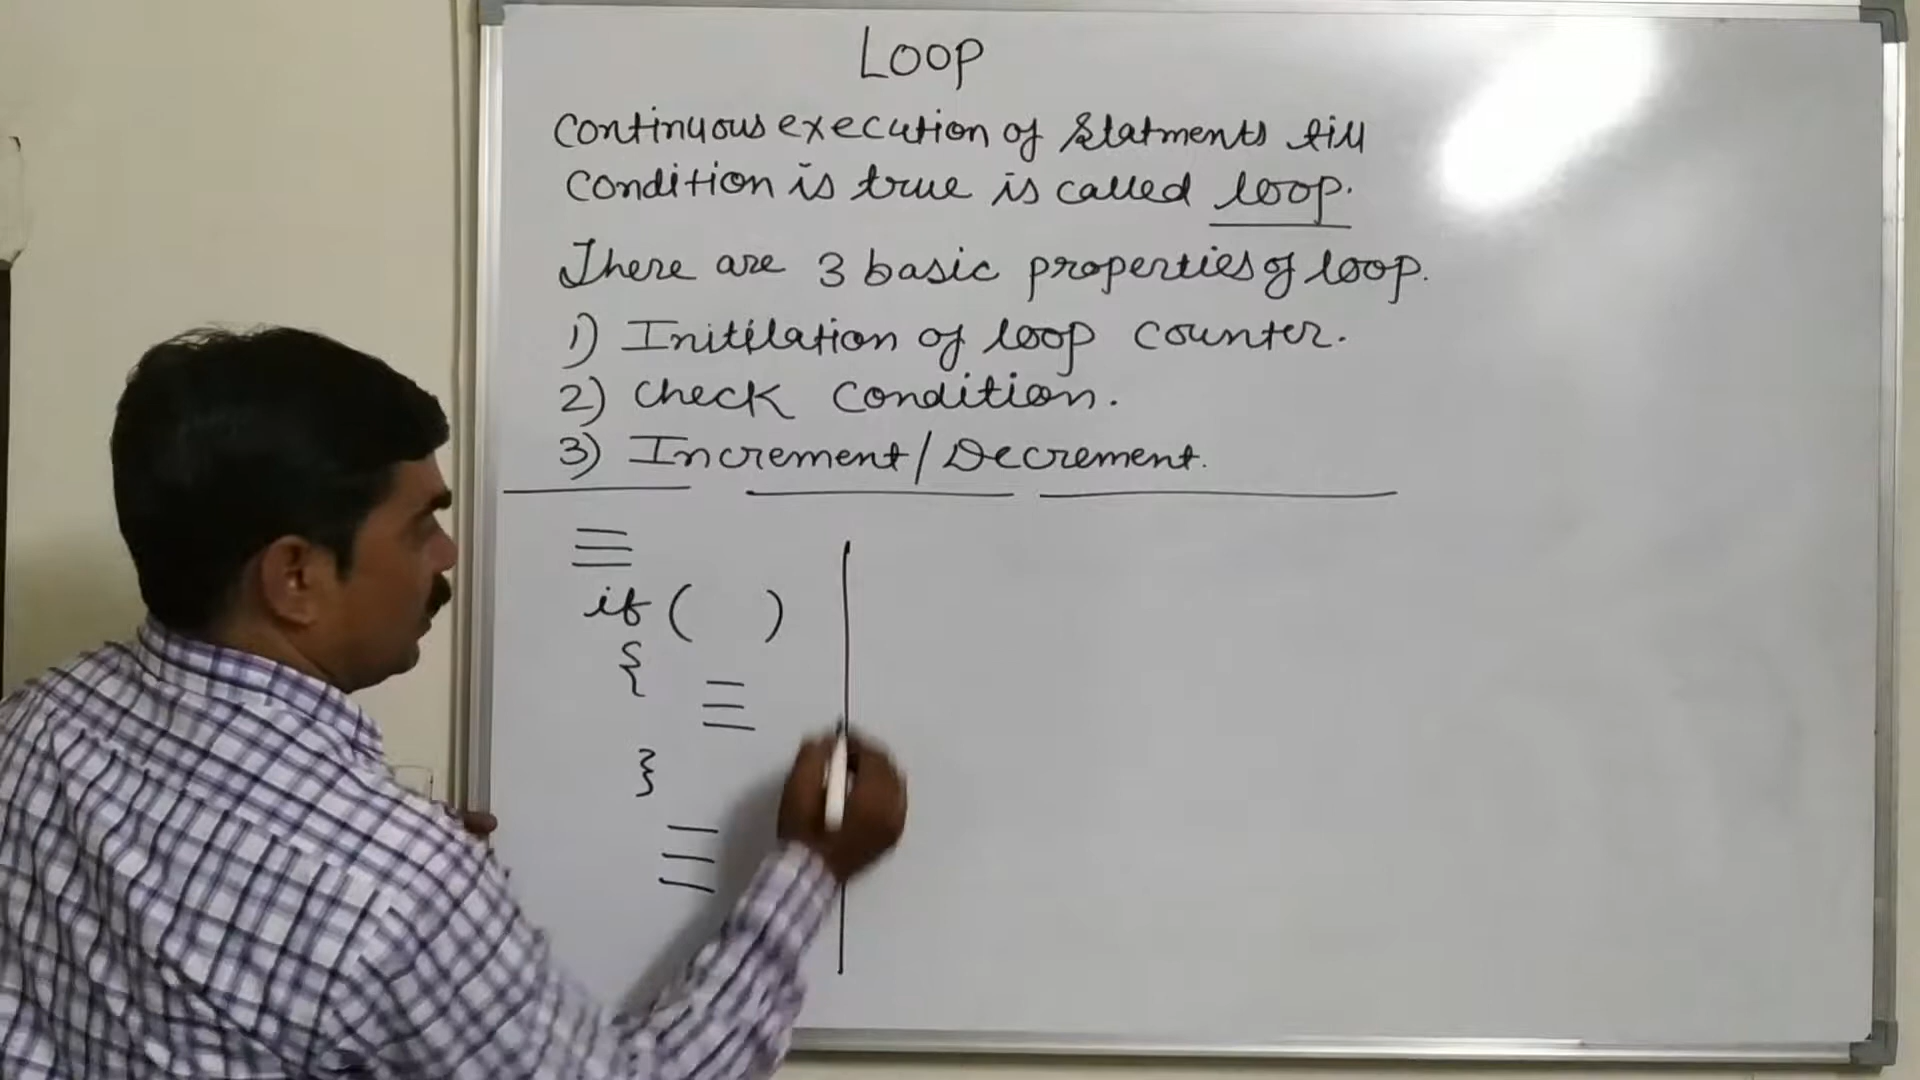 Loop
Continuous execution of Statments till
Condition is true is called loop.
There are 3 basic properties of loop.
1) Initilation of loop counter.
2) Check Condition.
3) Increment/Decrement.
if ( )
{
}